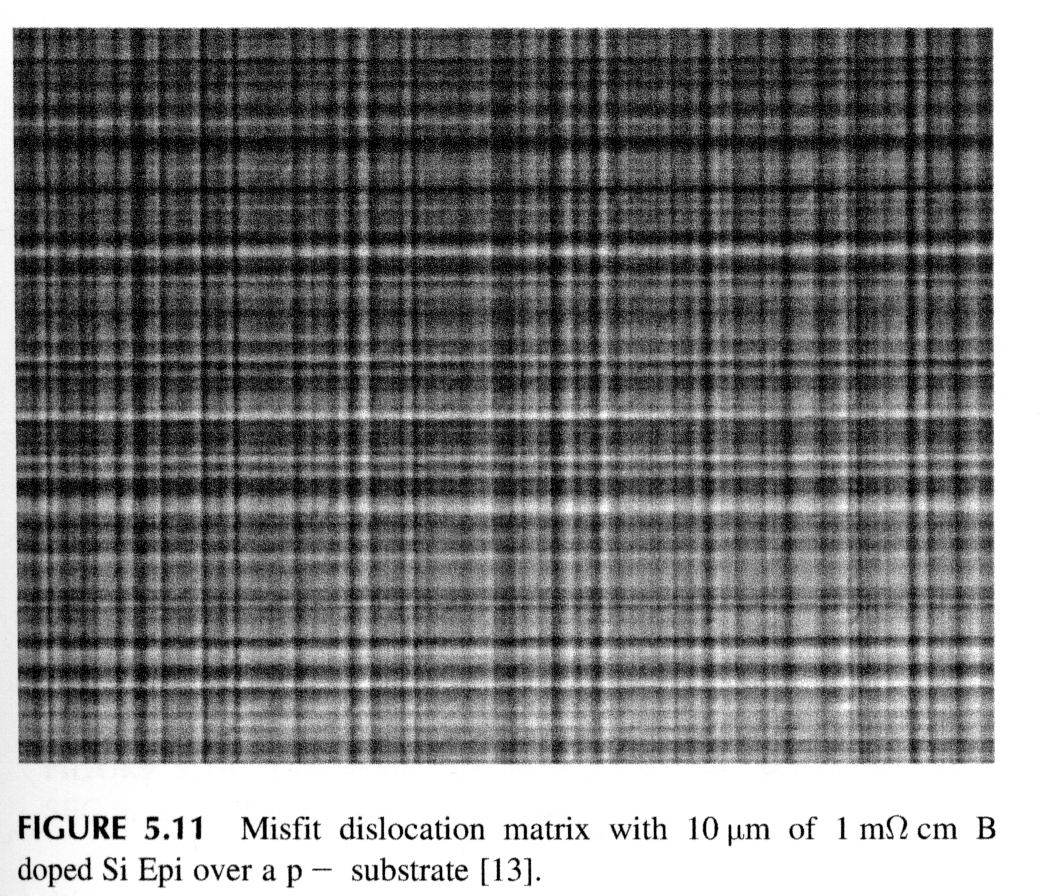 FIGURE 5.11 Misfit dislocation matrix with 10 μm of 1 mΩ cm B
doped Si Epi over a p − substrate [13].